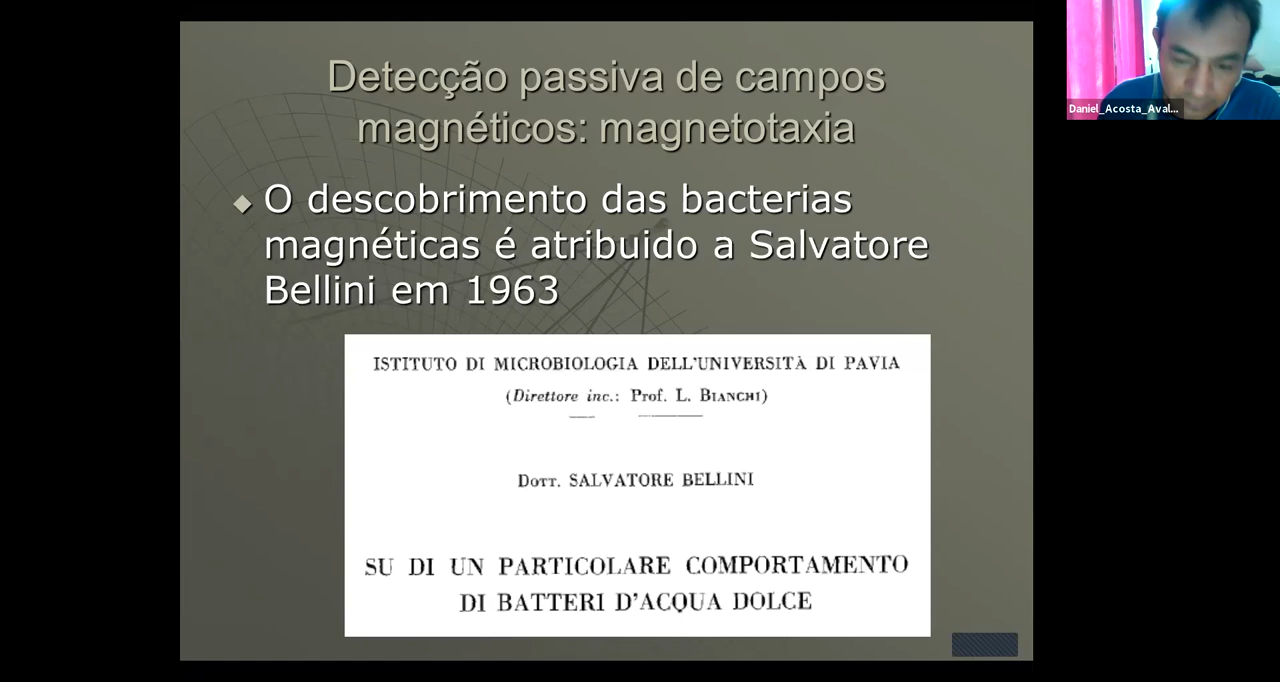 Detecção passiva de campos
magnéticos: magnetotaxia
O descobrimento das bacterias
magnéticas é atribuido a Salvatore
Bellini em 1963
ISTITUTO DI MICROBIOLOGIA DELL'UNIVERSITÀ DI PAVIA
(Direttore inc.: Prof. L. BIANCHI)
DOTT. SALVATORE BELLINI
SU DI UN PARTICOLARE COMPORTAMENTO
DI BATTERI D'ACQUA DOLCE
Daniel_Acosta_Aval...